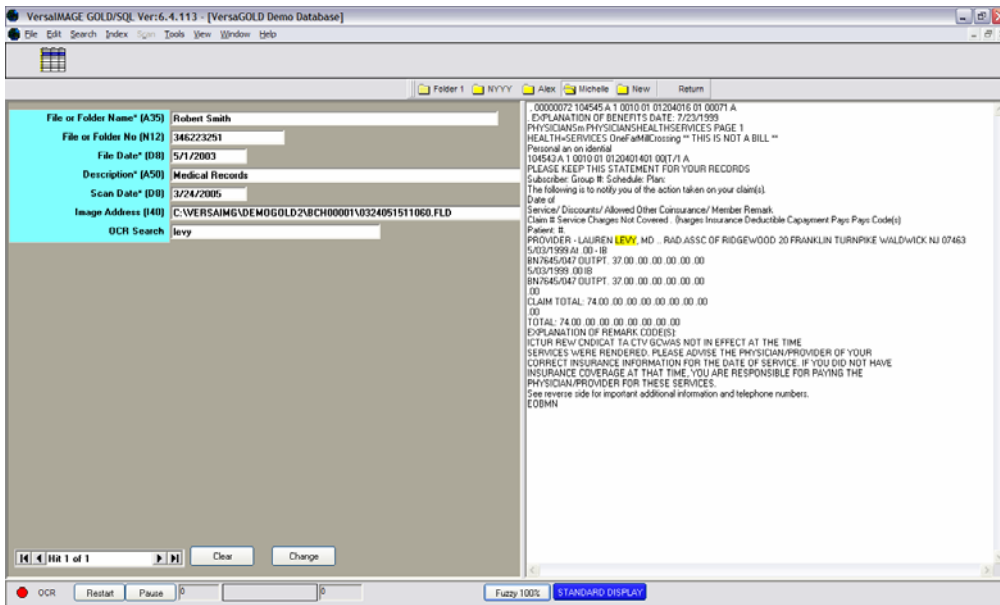 VersaIMAGE GOLD/SQL Ver:6.4.113 - [VersaGOLD Demo Database]
File Edit Search Index Scan Tools View Window Help
Folder 1 NYYY Alex Michelle New Return
File or Folder Name* (A35) Robert Smith
File or Folder No (N12) 346223251
File Date* (D8) 5/1/2003
Description* (A50) Medical Records
Scan Date* (D8) 3/24/2005
Image Address (I40) C:\VERSAIMG\DEMOGOLD2\BCH00001\0324051511060.FLD
OCR Search levy
. 00000072 104545 A 1 0010 01 01204016 01 00071 A
. EXPLANATION OF BENEFITS DATE: 7/23/1999
PHYSICIANSm PHYSICIANSHEALTHSERVICES PAGE 1
HEALTH=SERVICES OneFarMillCrossing ** THIS IS NOT A BILL **
Personal an on idential
104543 A 1 0010 01 0120401401 00(T/1 A
PLEASE KEEP THIS STATEMENT FOR YOUR RECORDS
Subscriber: Group #: Schedule: Plan:
The following is to notify you of the action taken on your claim(s).
Date of
Service/ Discounts/ Allowed Other Coinsurance/ Member Remark
Claim # Service Charges Not Covered . (harges Insurance Deductible Capayment Pays Pays Code(s)
Patient: #.
PROVIDER - LAUREN LEVY, MD .. RAD.ASSC OF RIDGEWOOD 20 FRANKLIN TURNPIKE WALDWICK NJ 07463
5/03/1999 AI .00 - IB
BN7645/047 OUTPT. 37.00 .00 .00 .00 .00 .00 .00
5/03/1999 .00 IB
BN7645/047 OUTPT. 37.00 .00 .00 .00 .00 .00 .00
.00
CLAIM TOTAL: 74.00 .00 .00 .00 .00 .00 .00 .00
.00
TOTAL: 74.00 .00 .00 .00 .00 .00 .00
EXPLANATION OF REMARK CODE(S):
ICTUR REW CNDICAT TA CTV GCWAS NOT IN EFFECT AT THE TIME
SERVICES WERE RENDERED. PLEASE ADVISE THE PHYSICIAN/PROVIDER OF YOUR
CORRECT INSURANCE INFORMATION FOR THE DATE OF SERVICE. IF YOU DID NOT HAVE
INSURANCE COVERAGE AT THAT TIME, YOU ARE RESPONSIBLE FOR PAYING THE
PHYSICIAN/PROVIDER FOR THESE SERVICES.
See reverse side for important additional information and telephone numbers.
EOBMN
Hit 1 of 1 Clear Change
OCR Restart Pause 0 0 Fuzzy 100% STANDARD DISPLAY